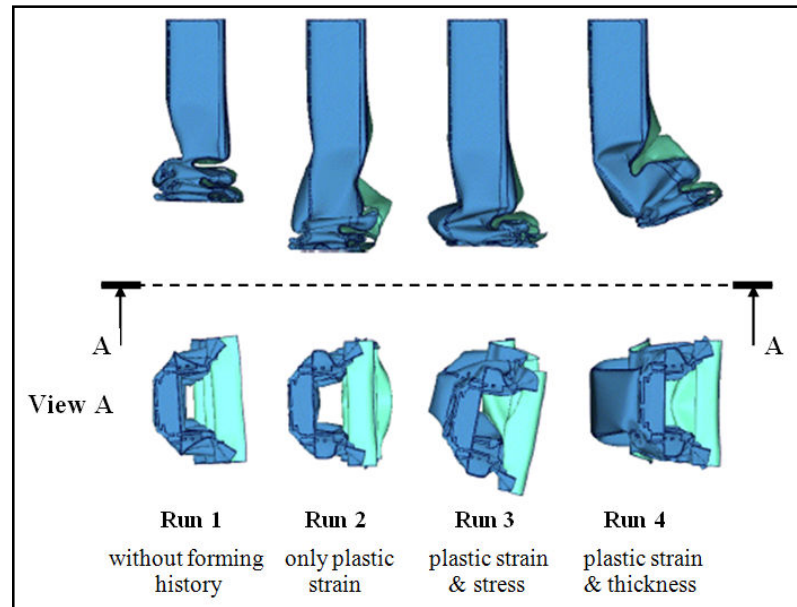 A
A
View A
Run 1
Run 2
Run 3
Run 4
without forming
history
only plastic
strain
plastic strain
& stress
plastic strain
& thickness